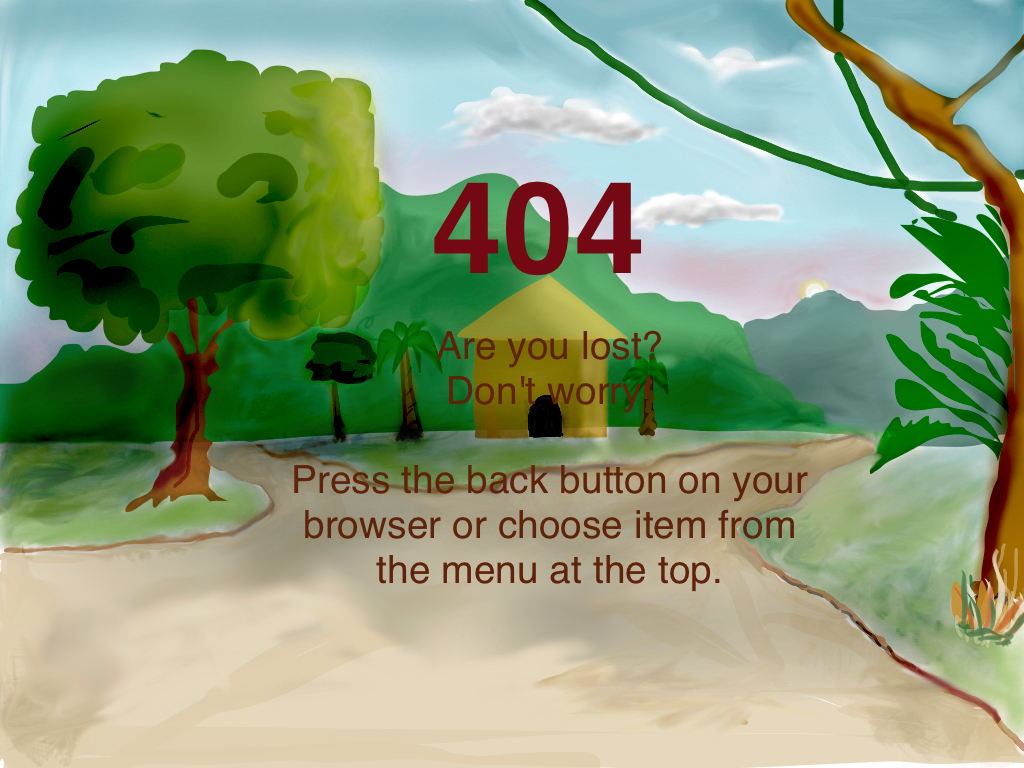 404
Are you lost?
Don't worry.
Press the back button on your
browser or choose item from
the menu at the top.